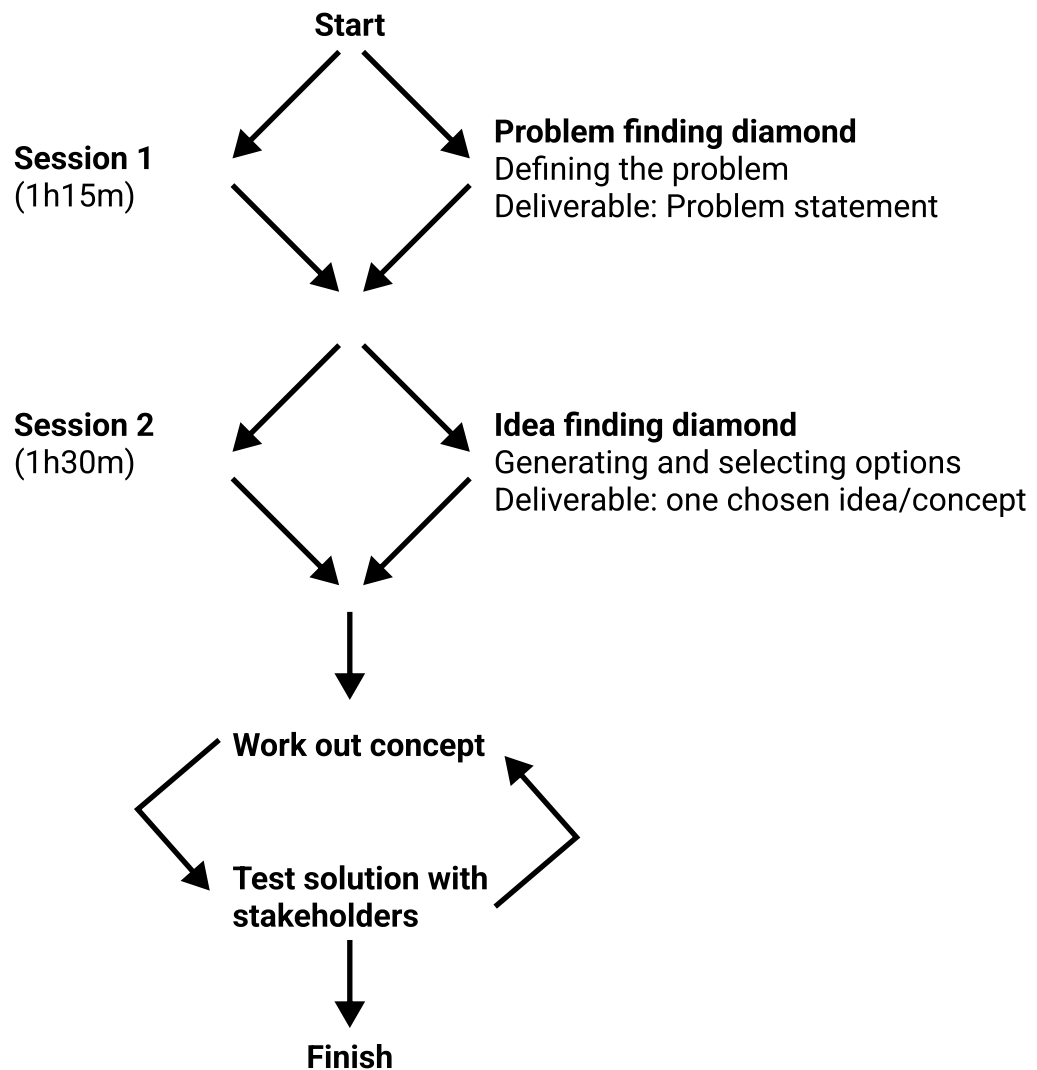 Start
Session 1
(1h15m)
Problem finding diamond
Defining the problem
Deliverable: Problem statement
Session 2
(1h30m)
Idea finding diamond
Generating and selecting options
Deliverable: one chosen idea/concept
Work out concept
Test solution with
stakeholders
Finish